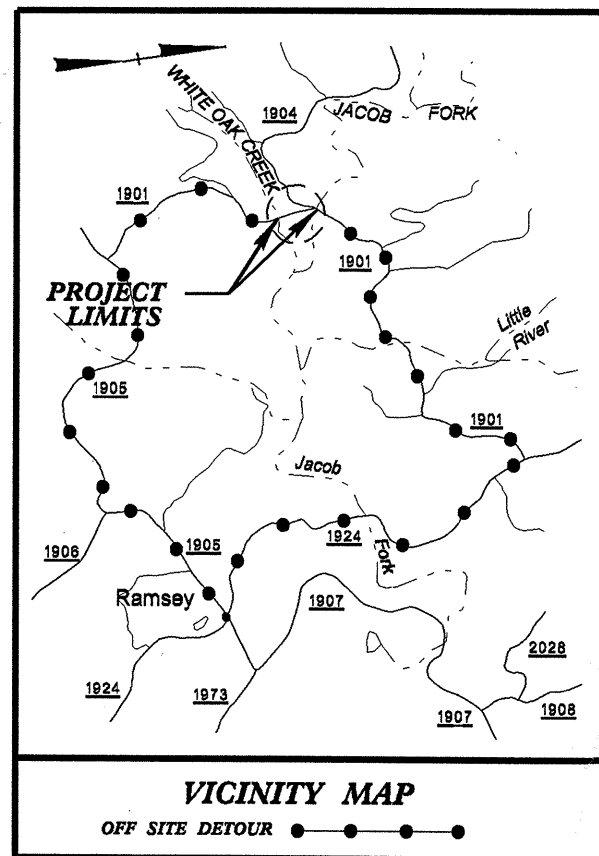 WHITE OAK CREEK
1904
JACOB FORK
1901
1901
PROJECT
LIMITS
Little
River
1905
1901
Jacob
Fork
1924
1905
1906
Ramsey
1907
2028
1924
1973
1907
1908
VICINITY MAP
OFF SITE DETOUR